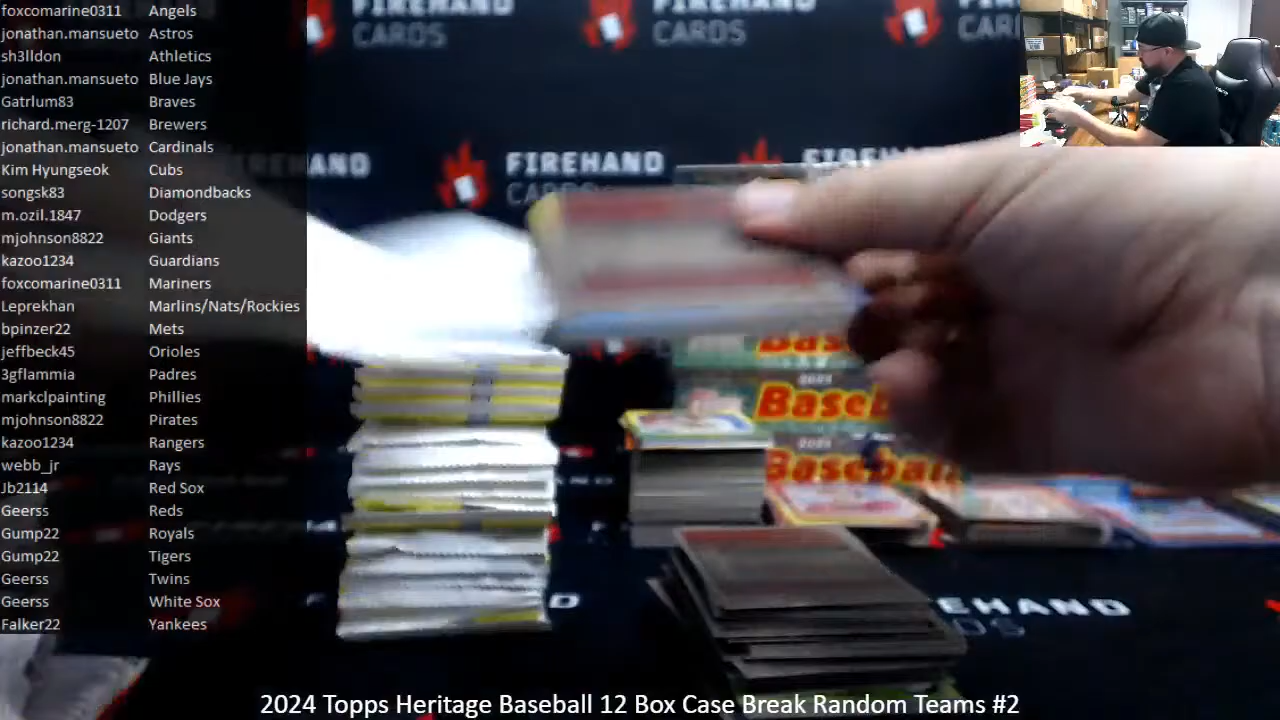 foxcomarine0311 Angels
jonathan.mansueto Astros
sh3lldon Athletics
jonathan.mansueto Blue Jays
Gatrlum83 Braves
richard.merg-1207 Brewers
jonathan.mansueto Cardinals
Kim Hyungseok Cubs
songsk83 Diamondbacks
m.ozil.1847 Dodgers
mjohnson8822 Giants
kazoo1234 Guardians
foxcomarine0311 Mariners
Leprekhan Marlins/Nats/Rockies
bpinzer22 Mets
jeffbeck45 Orioles
3gflammia Padres
markclpainting Phillies
mjohnson8822 Pirates
kazoo1234 Rangers
webb_jr Rays
Jb2114 Red Sox
Geerss Reds
Gump22 Royals
Gump22 Tigers
Geerss Twins
Geerss White Sox
Falker22 Yankees
FIREHAND
CARDS
FIREHAND
CARDS
FIREHAND
Baseball
2024 Topps Heritage Baseball 12 Box Case Break Random Teams #2